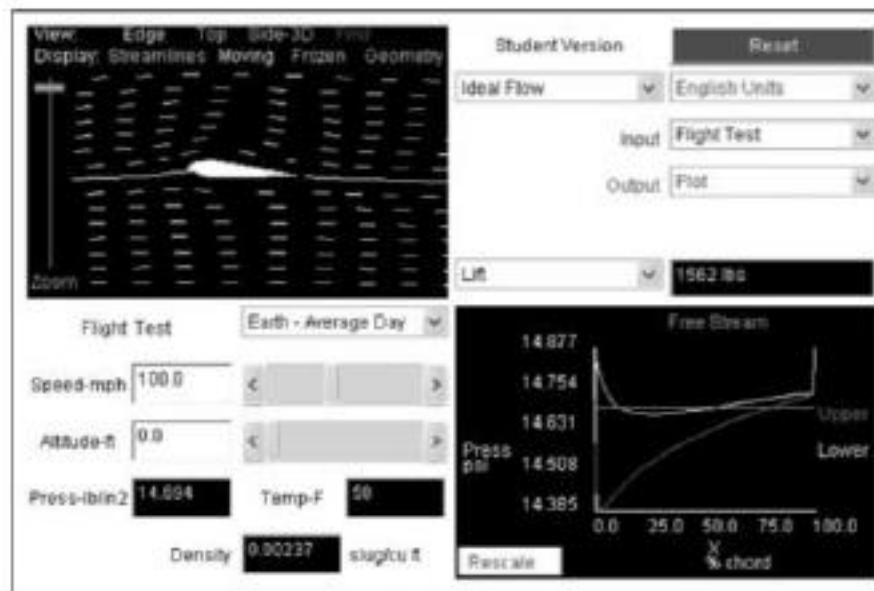 View: Edge Top Side-3D Find
Display: Streamlines Moving Frozen Geometry
Zoom
Student Version Reset
Ideal Flow English Units
Input Flight Test
Output Plot
Lift 1562 lbs
Flight Test Earth - Average Day
Speed-mph 100.0
Altitude-ft 0.0
Press-lb/in2 14.694 Temp-F 58
Density 0.00237 slug/cu ft
Free Stream
14.877
14.754
14.631
Upper
Press
psi
Lower
14.508
14.385
0.0 25.0 50.0 75.0 100.0
X
% chord
Rescale